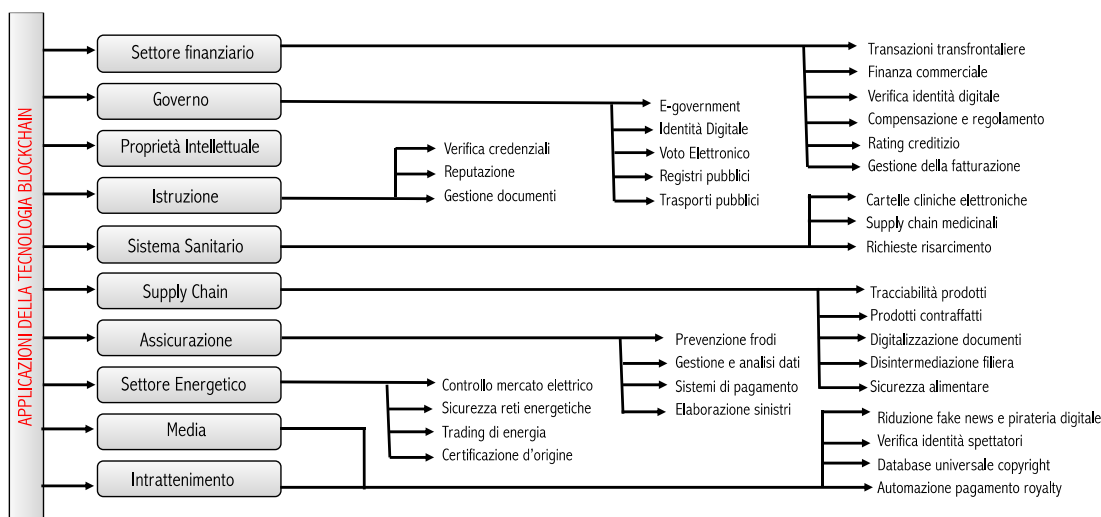 APPLICAZIONI DELLA TECNOLOGIA BLOCKCHAIN
Settore finanziario
Transazioni transfrontaliere
Finanza commerciale
Verifica identità digitale
Compensazione e regolamento
Rating creditizio
Gestione della fatturazione
Governo
E-government
Identità Digitale
Voto Elettronico
Registri pubblici
Trasporti pubblici
Proprietà Intellettuale
Istruzione
Verifica credenziali
Reputazione
Gestione documenti
Sistema Sanitario
Cartelle cliniche elettroniche
Supply chain medicinali
Richieste risarcimento
Supply Chain
Tracciabilità prodotti
Prodotti contraffatti
Digitalizzazione documenti
Disintermediazione filiera
Sicurezza alimentare
Assicurazione
Prevenzione frodi
Gestione e analisi dati
Sistemi di pagamento
Elaborazione sinistri
Settore Energetico
Controllo mercato elettrico
Sicurezza reti energetiche
Trading di energia
Certificazione d'origine
Media
Intrattenimento
Riduzione fake news e pirateria digitale
Verifica identità spettatori
Database universale copyright
Automazione pagamento royalty